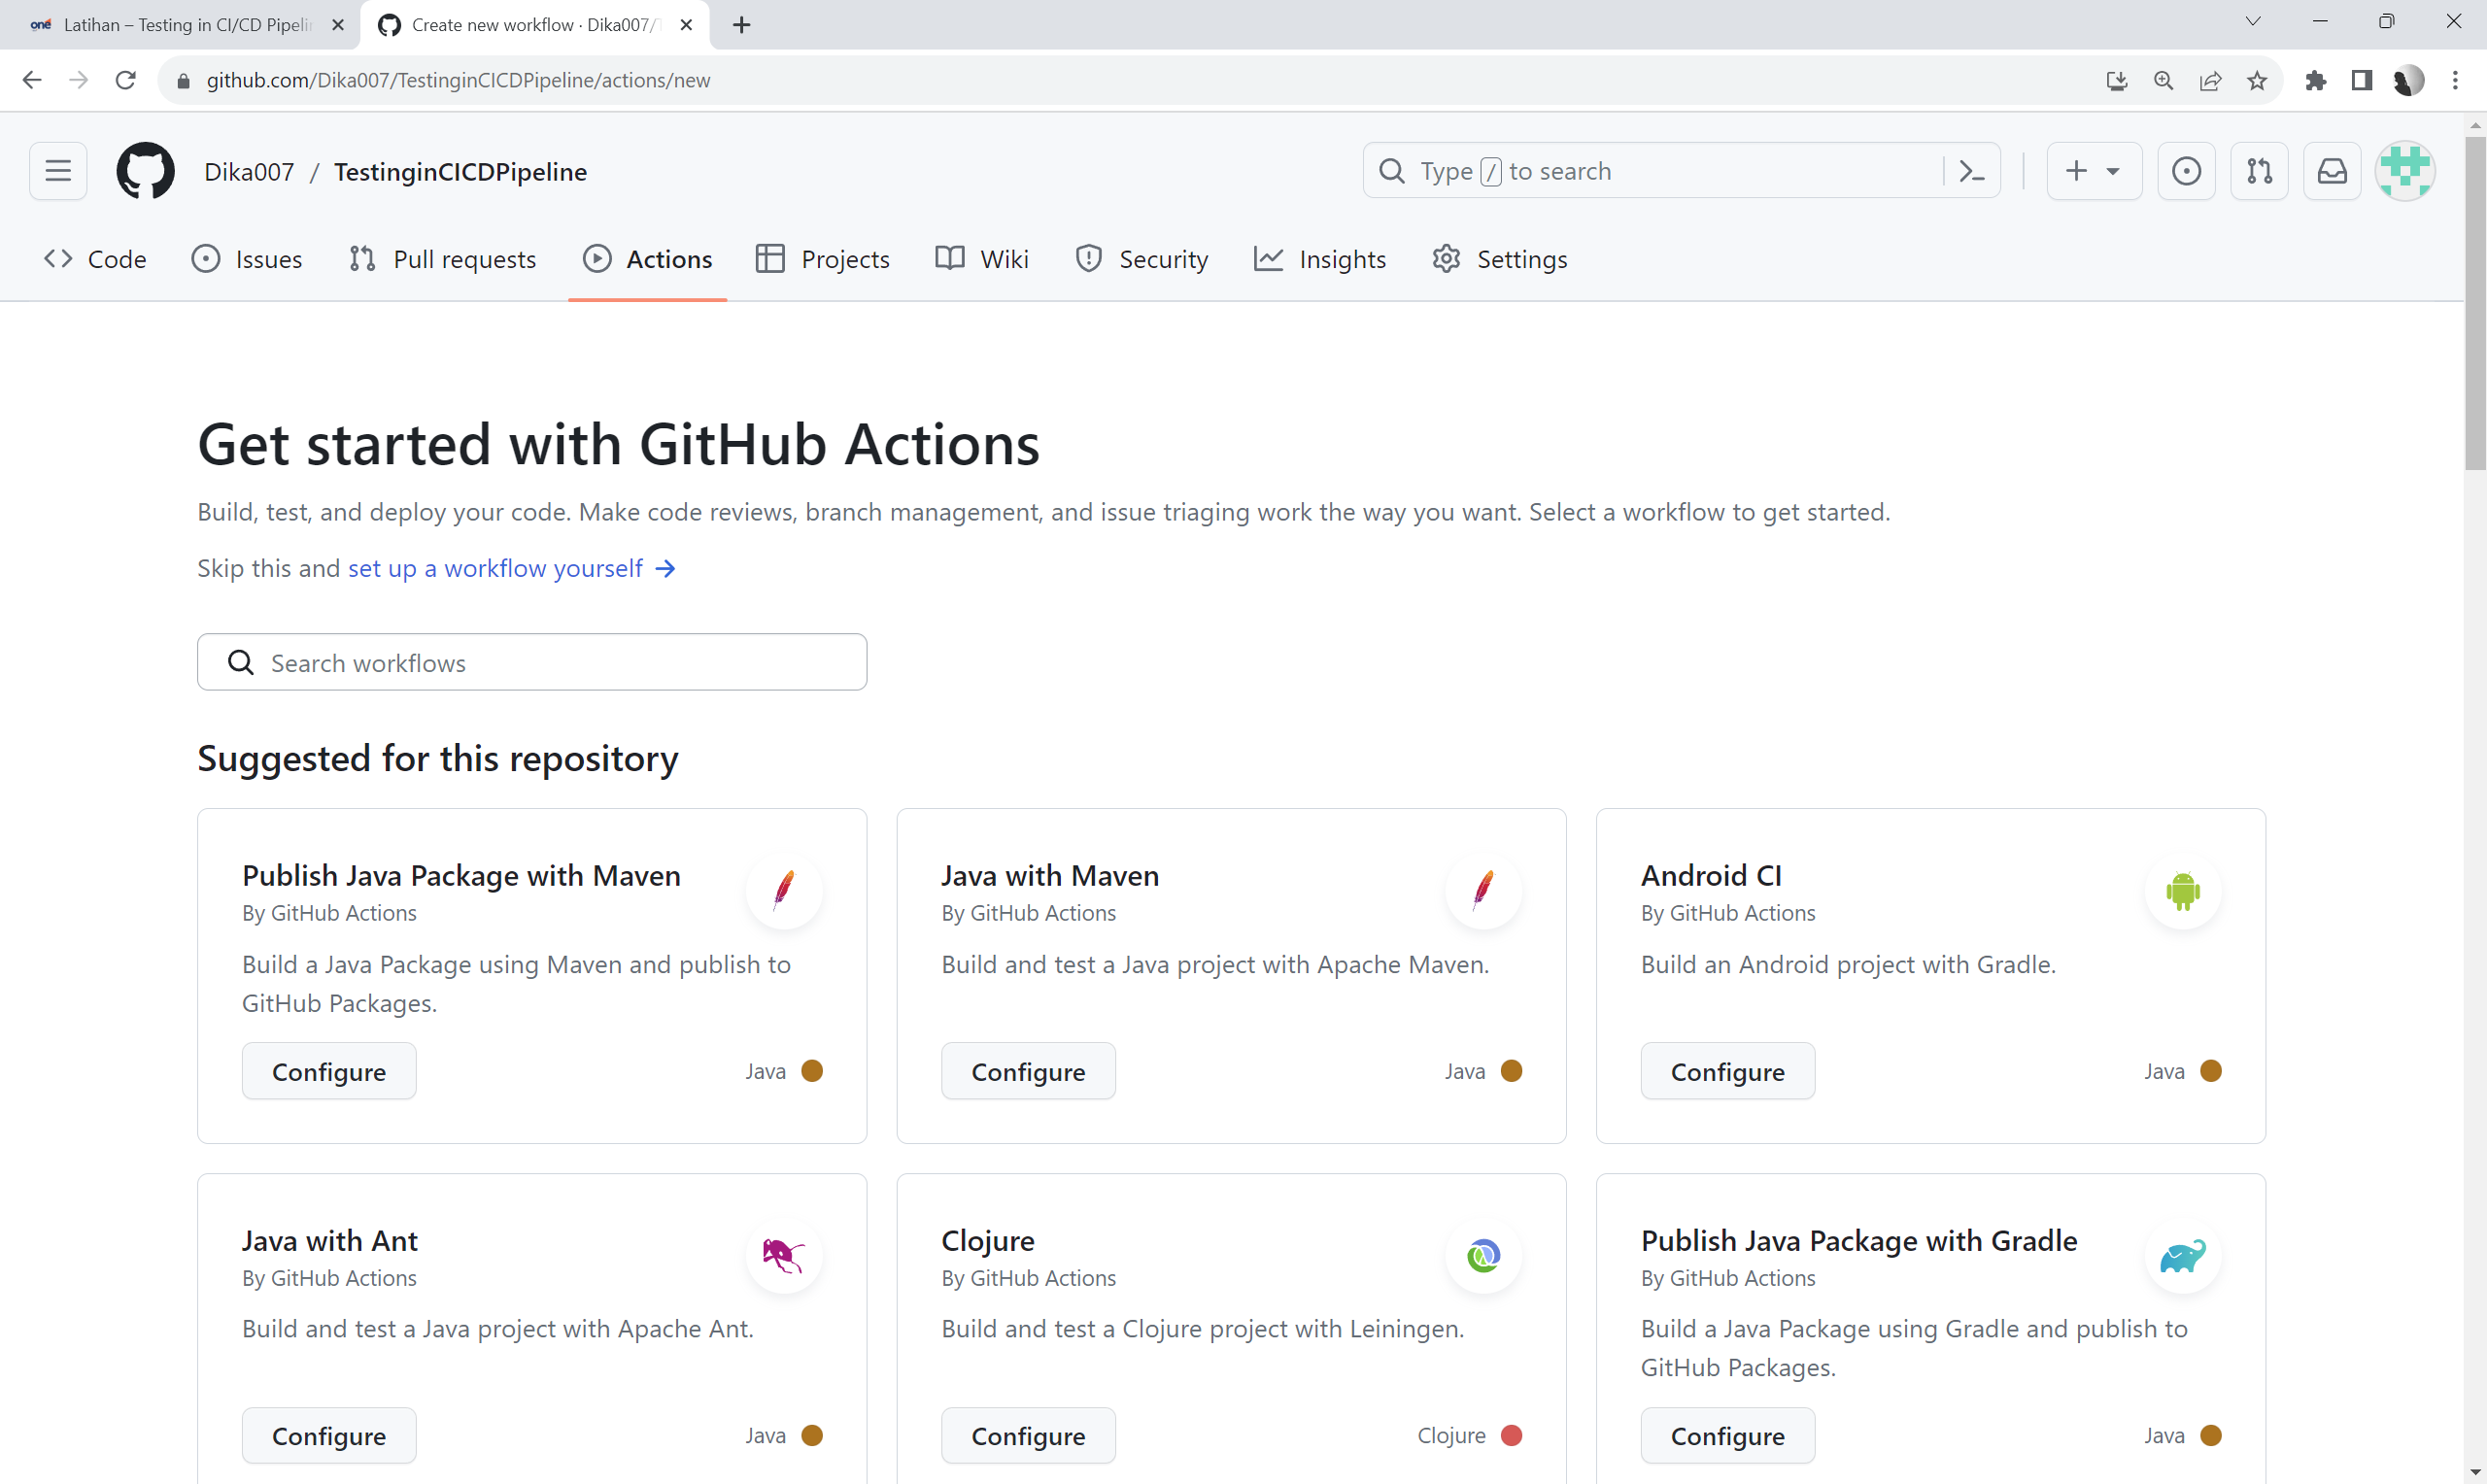 one Latihan – Testing in CI/CD Pipeli
Create new workflow · Dika007/
github.com/Dika007/TestinginCICDPipeline/actions/new
Dika007 / TestinginCICDPipeline
Type / to search
Code
Issues
Pull requests
Actions
Projects
Wiki
Security
Insights
Settings
Get started with GitHub Actions
Build, test, and deploy your code. Make code reviews, branch management, and issue triaging work the way you want. Select a workflow to get started.
Skip this and set up a workflow yourself →
Search workflows
Suggested for this repository
Publish Java Package with Maven
By GitHub Actions
Build a Java Package using Maven and publish to
GitHub Packages.
Configure
Java
Java with Maven
By GitHub Actions
Build and test a Java project with Apache Maven.
Configure
Java
Android CI
By GitHub Actions
Build an Android project with Gradle.
Configure
Java
Java with Ant
By GitHub Actions
Build and test a Java project with Apache Ant.
Configure
Java
Clojure
By GitHub Actions
Build and test a Clojure project with Leiningen.
Configure
Clojure
Publish Java Package with Gradle
By GitHub Actions
Build a Java Package using Gradle and publish to
GitHub Packages.
Configure
Java